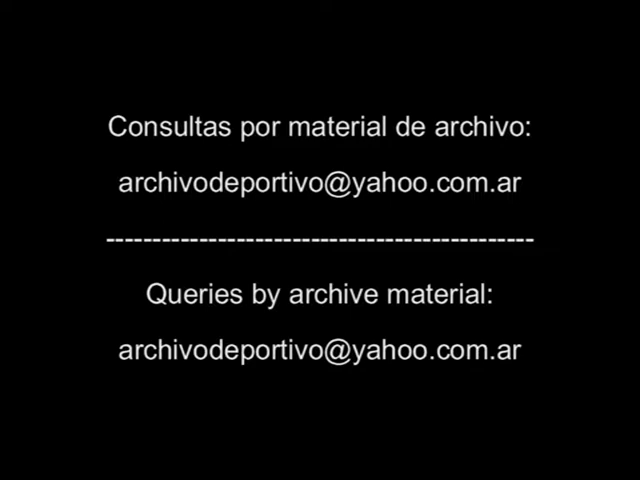 Consultas por material de archivo:
archivodeportivo@yahoo.com.ar
-----------------------------------------------
Queries by archive material:
archivodeportivo@yahoo.com.ar